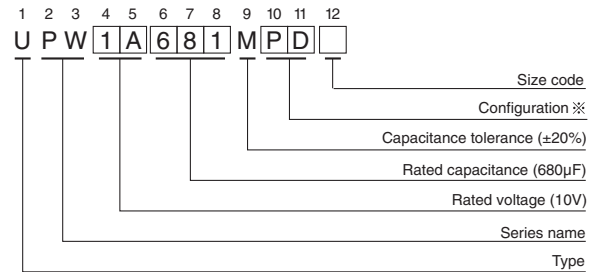 1 2 3 4 5 6 7 8 9 10 11 12
U P W 1 A 6 8 1 M P D
Size code
Configuration ※
Capacitance tolerance (±20%)
Rated capacitance (680µF)
Rated voltage (10V)
Series name
Type